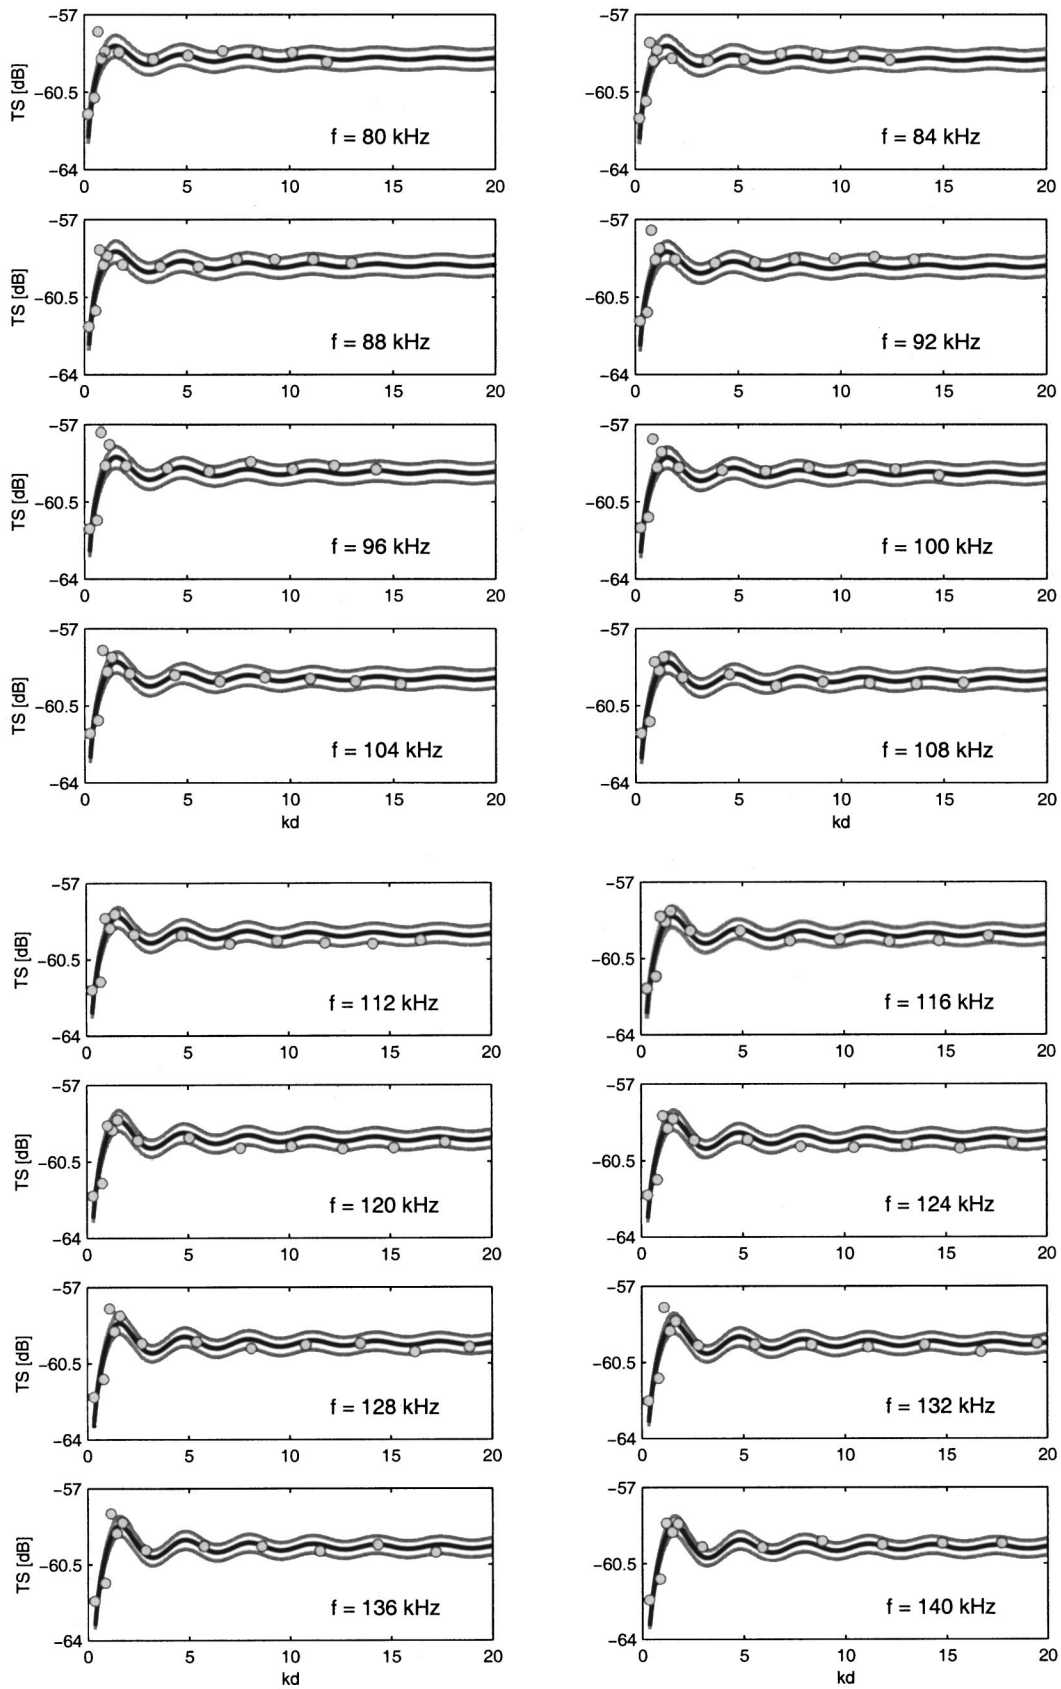 −57 −57
TS [dB] −60.5 −60.5
f = 80 kHz f = 84 kHz
−64 −64
0 5 10 15 20 0 5 10 15 20
−57 −57
TS [dB] −60.5 −60.5
f = 88 kHz f = 92 kHz
−64 −64
0 5 10 15 20 0 5 10 15 20
−57 −57
TS [dB] −60.5 −60.5
f = 96 kHz f = 100 kHz
−64 −64
0 5 10 15 20 0 5 10 15 20
−57 −57
TS [dB] −60.5 −60.5
f = 104 kHz f = 108 kHz
−64 −64
0 5 10 15 20 0 5 10 15 20
kd kd
−57 −57
TS [dB] −60.5 −60.5
f = 112 kHz f = 116 kHz
−64 −64
0 5 10 15 20 0 5 10 15 20
−57 −57
TS [dB] −60.5 −60.5
f = 120 kHz f = 124 kHz
−64 −64
0 5 10 15 20 0 5 10 15 20
−57 −57
TS [dB] −60.5 −60.5
f = 128 kHz f = 132 kHz
−64 −64
0 5 10 15 20 0 5 10 15 20
−57 −57
TS [dB] −60.5 −60.5
f = 136 kHz f = 140 kHz
−64 −64
0 5 10 15 20 0 5 10 15 20
kd kd